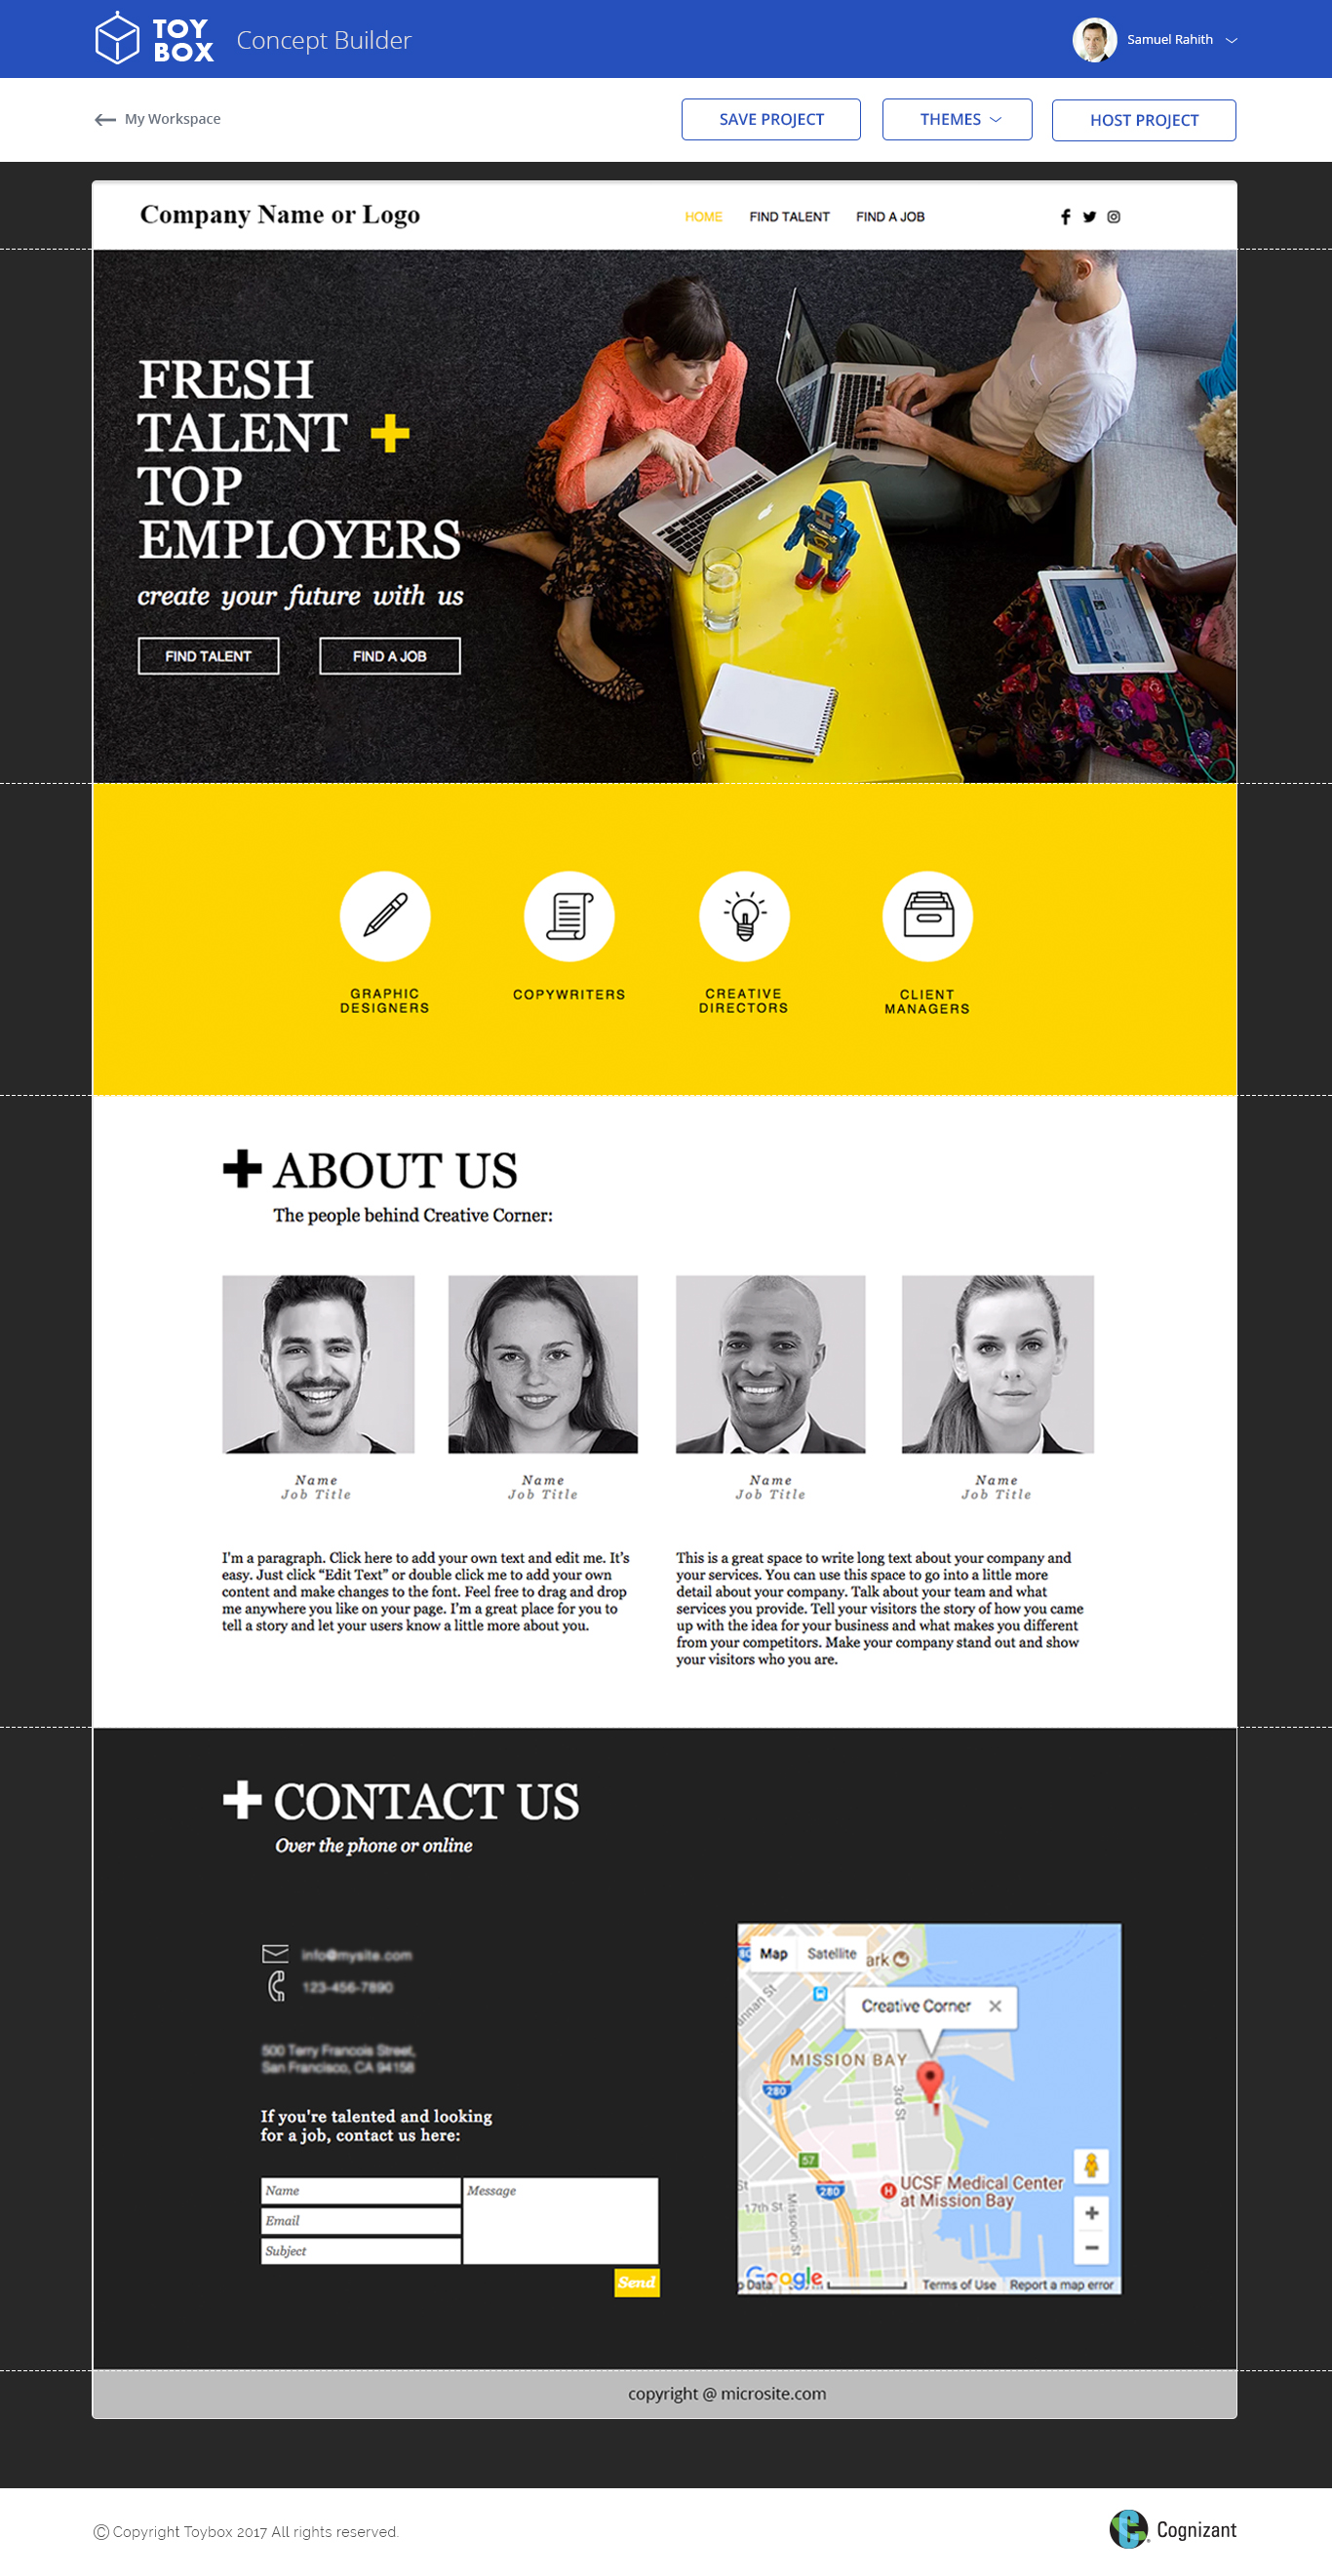 TOY
BOX
Concept Builder
Samuel Rahith
My Workspace
SAVE PROJECT
THEMES
HOST PROJECT
Company Name or Logo
HOME
FIND TALENT
FIND A JOB
FRESH
TALENT +
TOP
EMPLOYERS
create your future with us
FIND TALENT
FIND A JOB
GRAPHIC
DESIGNERS
COPYWRITERS
CREATIVE
DIRECTORS
CLIENT
MANAGERS
+ ABOUT US
The people behind Creative Corner:
Name
Job Title
Name
Job Title
Name
Job Title
Name
Job Title
I'm a paragraph. Click here to add your own text and edit me. It's
easy. Just click “Edit Text” or double click me to add your own
content and make changes to the font. Feel free to drag and drop
me anywhere you like on your page. I'm a great place for you to
tell a story and let your users know a little more about you.
This is a great space to write long text about your company and
your services. You can use this space to go into a little more
detail about your company. Talk about your team and what
services you provide. Tell your visitors the story of how you came
up with the idea for your business and what makes you different
from your competitors. Make your company stand out and show
your visitors who you are.
+ CONTACT US
Over the phone or online
info@mysite.com
123-456-7890
500 Terry Francois Street,
San Francisco, CA 94158
If you're talented and looking
for a job, contact us here:
Name
Email
Subject
Message
Send
80
Map
Satellite
ark
annan St
Creative Corner
MISSION BAY
280
3rd St
57
280
UCSF Medical Center
at Mission Bay
St
17th St
Missouri St
Google
p Data
Terms of Use
Report a map error
copyright @ microsite.com
© Copyright Toybox 2017 All rights reserved.
Cognizant